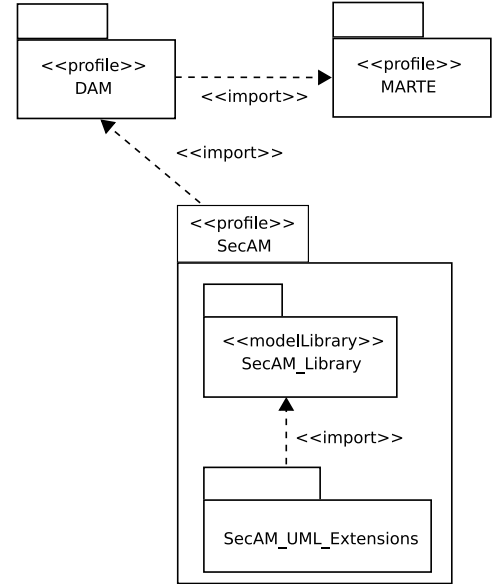 <<profile>>
DAM
<<import>>
<<profile>>
MARTE
<<import>>
<<profile>>
SecAM
<<modelLibrary>>
SecAM_Library
<<import>>
SecAM_UML_Extensions